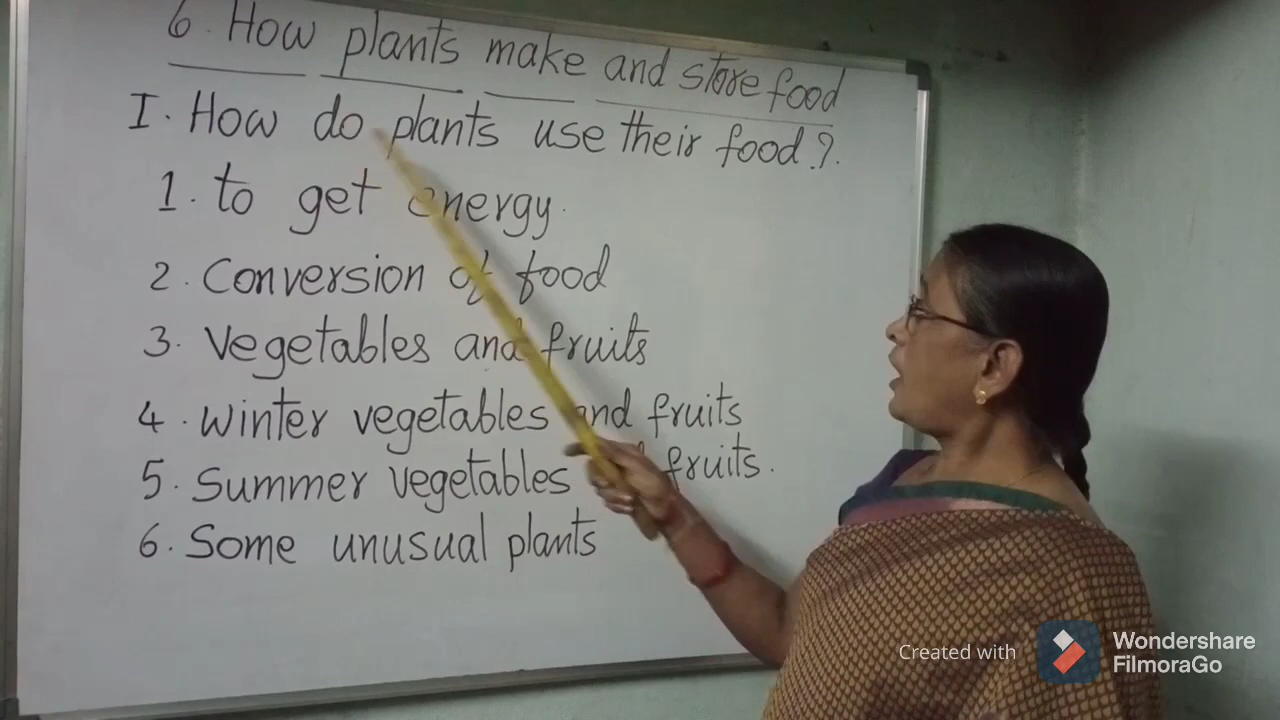 6. How plants make and store food
I. How do plants use their food?.
1. to get energy.
2. Conversion of food
3. Vegetables and fruits
4. Winter vegetables and fruits
5. Summer vegetables fruits.
6. Some unusual plants
Created with Wondershare FilmoraGo